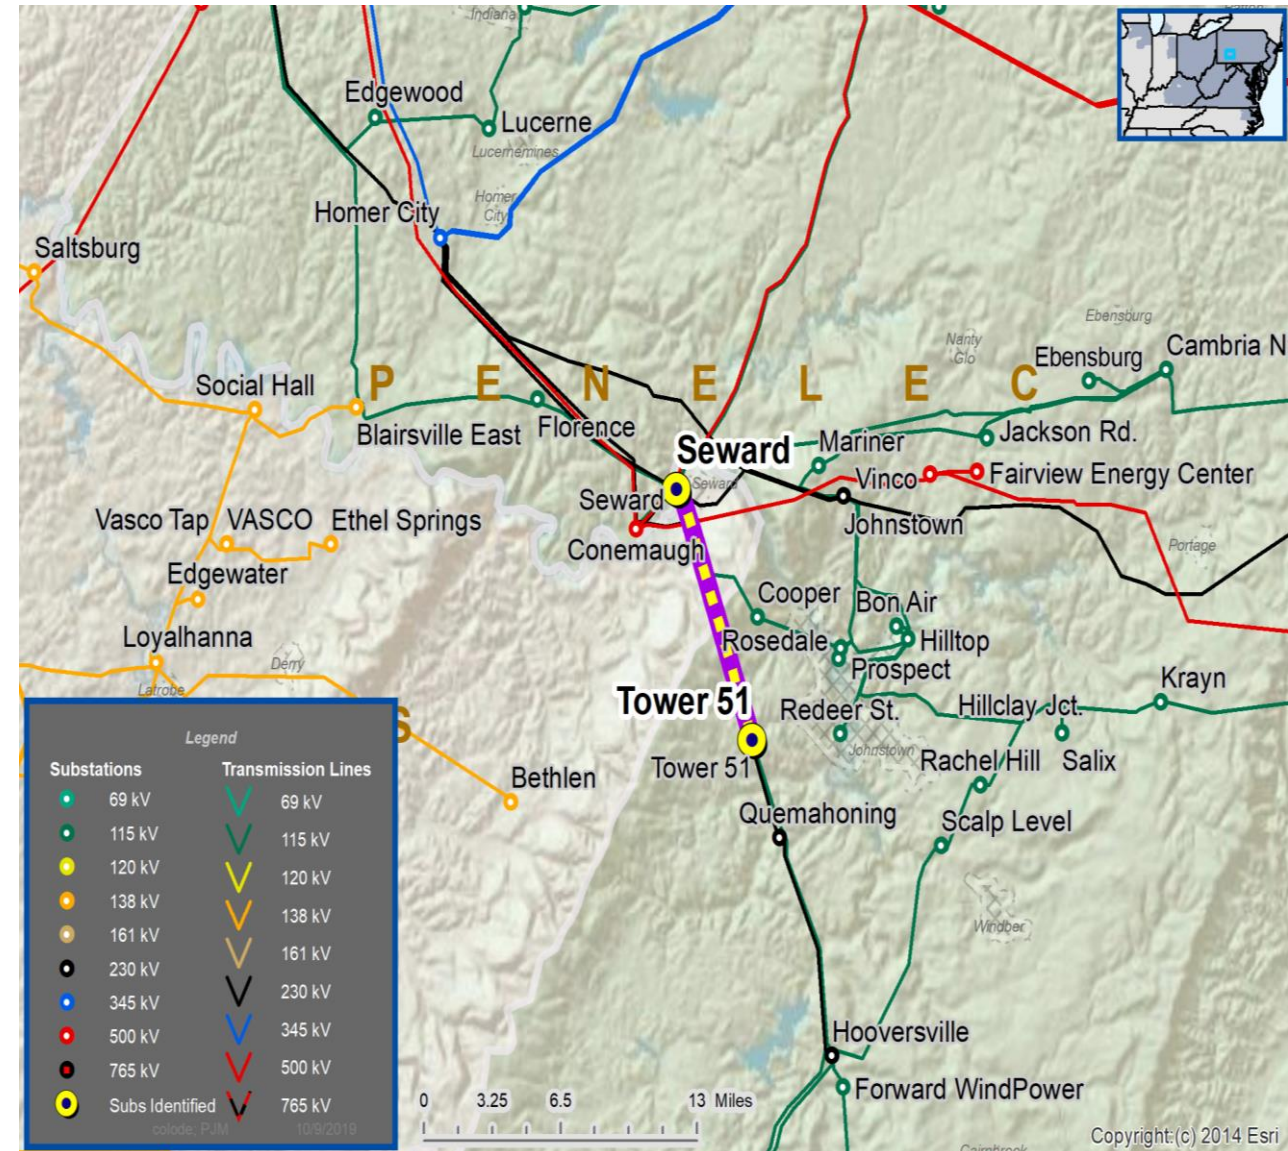 Indiana
Edgewood
Lucerne
Lucernemines
Homer City
Homer
City
Saltsburg
Ebensburg
Nanty
Glo
Ebensburg
Cambria N
Social Hall
P E N E L E C
Blairsville East
Florence
Seward
Mariner
Jackson Rd.
Vinco
Fairview Energy Center
Seward
Seward
Johnstown
Conemaugh
Vasco Tap
VASCO
Ethel Springs
Portage
Edgewater
Cooper
Bon Air
Loyalhanna
Rosedale
Hilltop
Derry
Prospect
Latrobe
Tower 51
Redeer St.
Hillclay Jct.
Krayn
S
Johnstown
Tower 51
Rachel Hill
Salix
Bethlen
Quemahoning
Scalp Level
Windber
Hooversville
Forward WindPower
Cairnbrook
Legend
Substations
Transmission Lines
69 kV
69 kV
115 kV
115 kV
120 kV
120 kV
138 kV
138 kV
161 kV
161 kV
230 kV
230 kV
345 kV
345 kV
500 kV
500 kV
765 kV
765 kV
Subs Identified
colode; PJM 10/9/2019
0 3.25 6.5 13 Miles
Copyright:(c) 2014 Esri